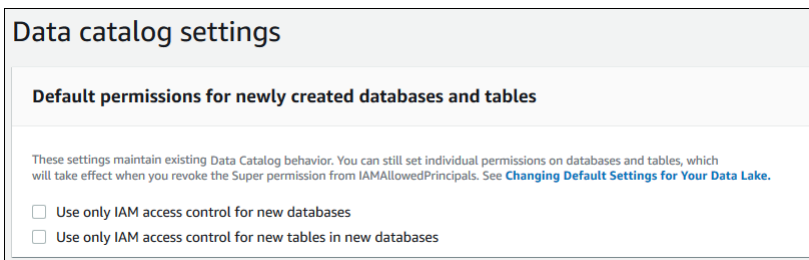 Data catalog settings
Default permissions for newly created databases and tables
These settings maintain existing Data Catalog behavior. You can still set individual permissions on databases and tables, which
will take effect when you revoke the Super permission from IAMAllowedPrincipals. See Changing Default Settings for Your Data Lake.
Use only IAM access control for new databases
Use only IAM access control for new tables in new databases